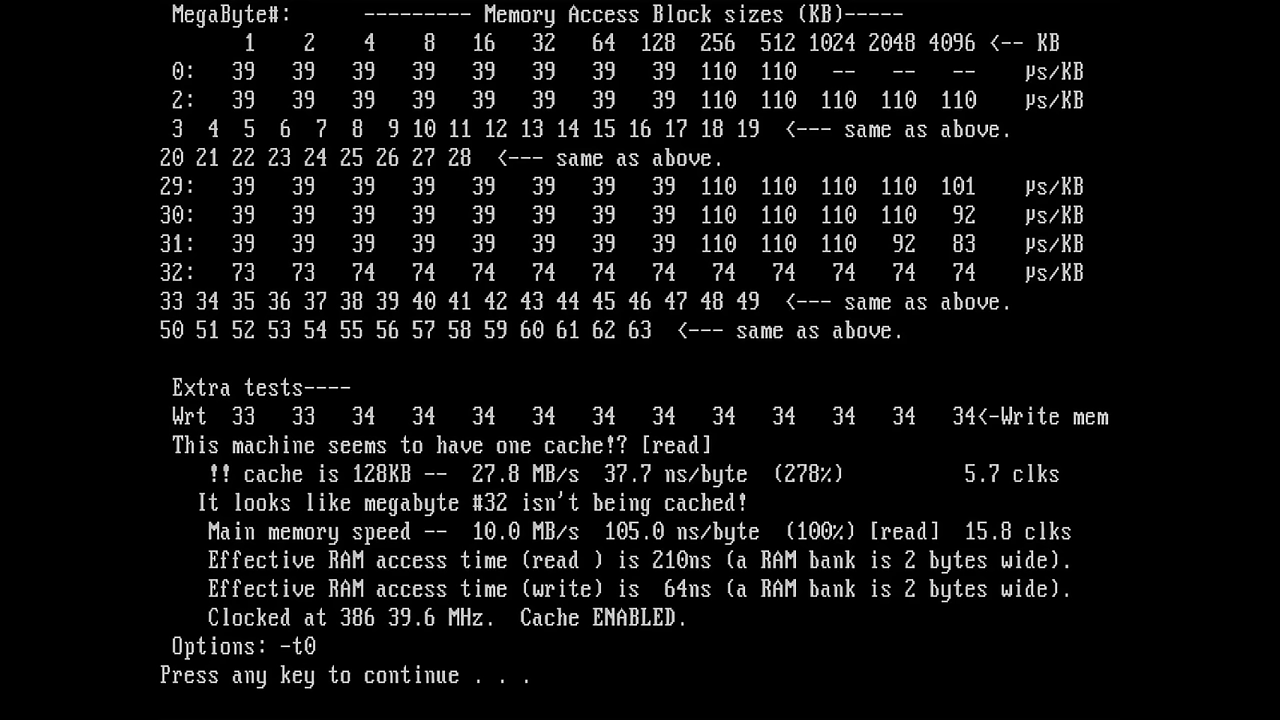 MegaByte#:      --------- Memory Access Block sizes (KB)-----
1    2    4    8   16   32   64  128  256  512 1024 2048 4096 <-- KB
0:   39   39   39   39   39   39   39   39  110  110   --   --   --    µs/KB
2:   39   39   39   39   39   39   39   39  110  110  110  110  110    µs/KB
3  4  5  6  7  8  9 10 11 12 13 14 15 16 17 18 19  <--- same as above.
20 21 22 23 24 25 26 27 28  <--- same as above.
29:   39   39   39   39   39   39   39   39  110  110  110  110  101    µs/KB
30:   39   39   39   39   39   39   39   39  110  110  110  110   92    µs/KB
31:   39   39   39   39   39   39   39   39  110  110  110   92   83    µs/KB
32:   73   73   74   74   74   74   74   74   74   74   74   74   74    µs/KB
33 34 35 36 37 38 39 40 41 42 43 44 45 46 47 48 49  <--- same as above.
50 51 52 53 54 55 56 57 58 59 60 61 62 63  <--- same as above.
Extra tests----
Wrt  33   33   34   34   34   34   34   34   34   34   34   34   34<-Write mem
This machine seems to have one cache!? [read]
!! cache is 128KB --  27.8 MB/s  37.7 ns/byte  (278%)          5.7 clks
It looks like megabyte #32 isn't being cached!
Main memory speed --  10.0 MB/s  105.0 ns/byte  (100%) [read]  15.8 clks
Effective RAM access time (read ) is 210ns (a RAM bank is 2 bytes wide).
Effective RAM access time (write) is  64ns (a RAM bank is 2 bytes wide).
Clocked at 386 39.6 MHz.  Cache ENABLED.
Options: -t0
Press any key to continue . . .